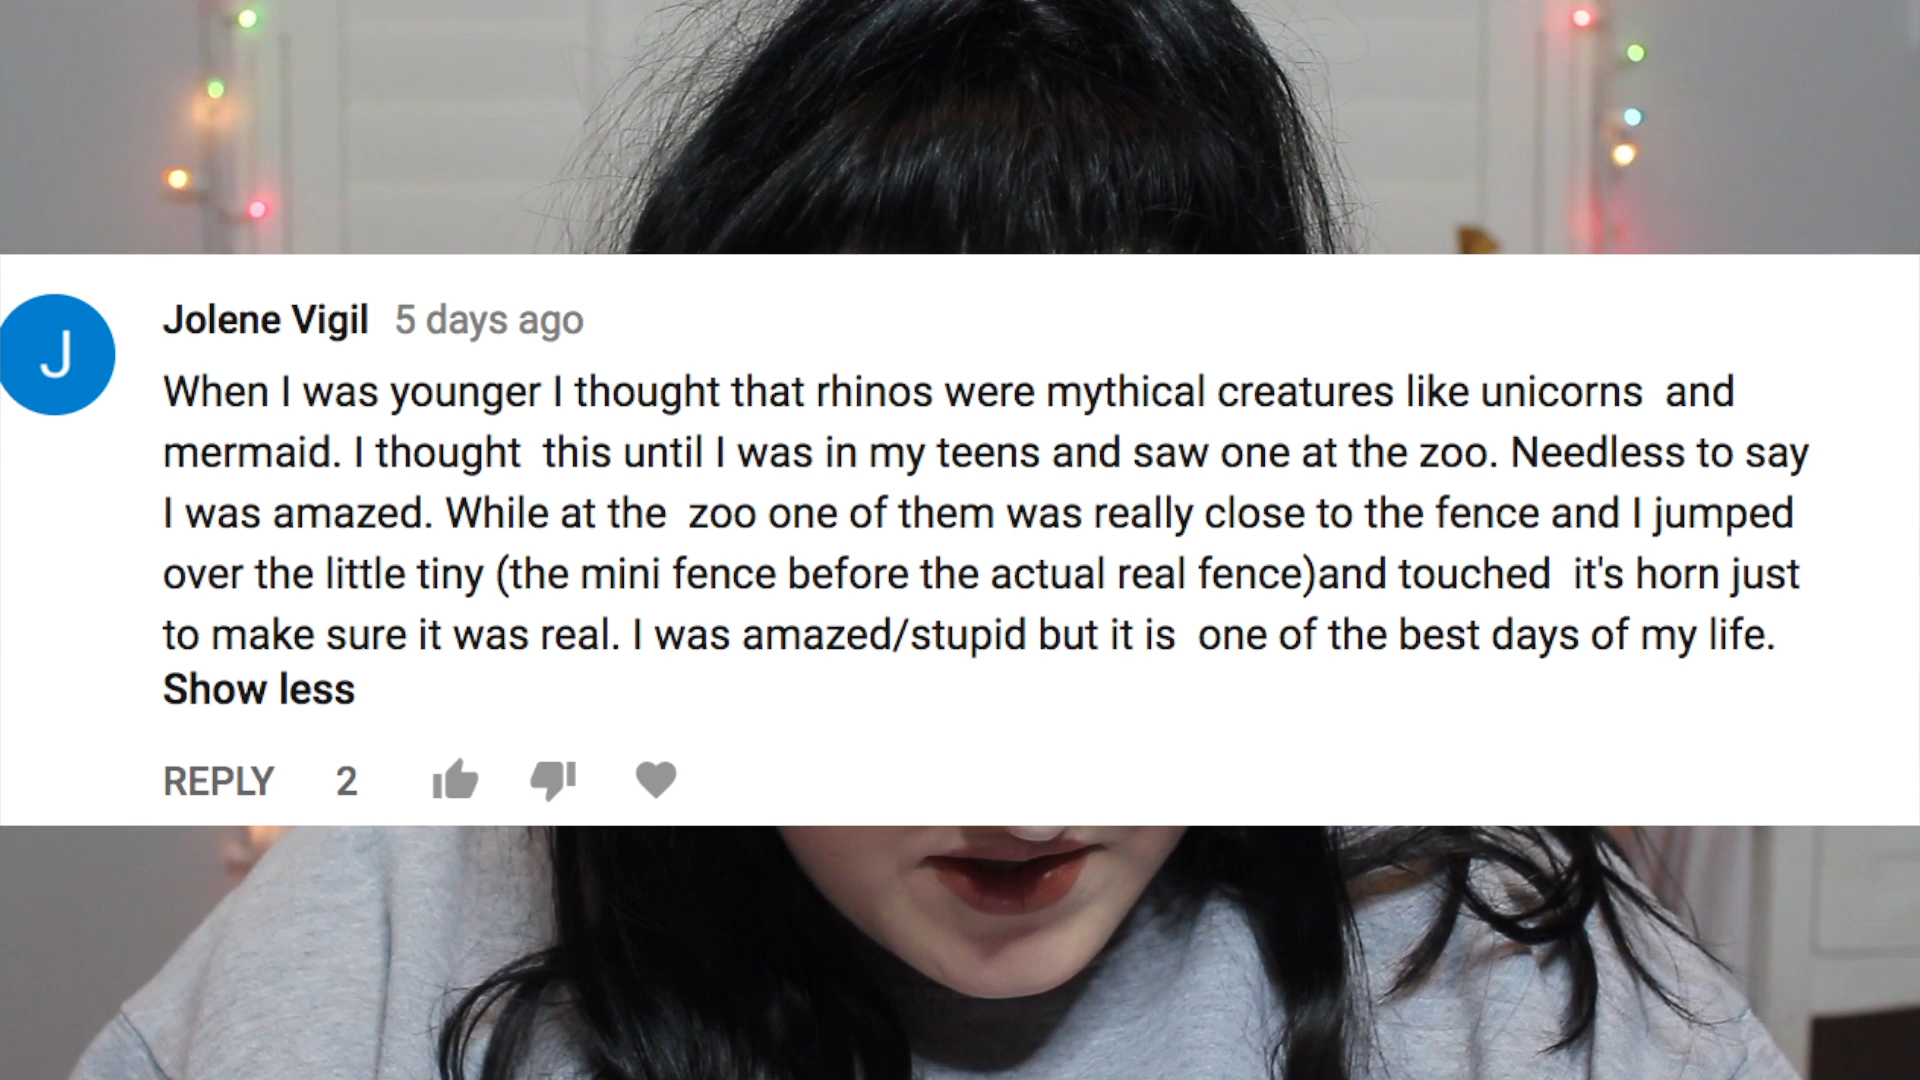 J
Jolene Vigil 5 days ago
When I was younger I thought that rhinos were mythical creatures like unicorns  and
mermaid. I thought  this until I was in my teens and saw one at the zoo. Needless to say
I was amazed. While at the  zoo one of them was really close to the fence and I jumped
over the little tiny (the mini fence before the actual real fence)and touched  it's horn just
to make sure it was real. I was amazed/stupid but it is  one of the best days of my life.
Show less
REPLY 2